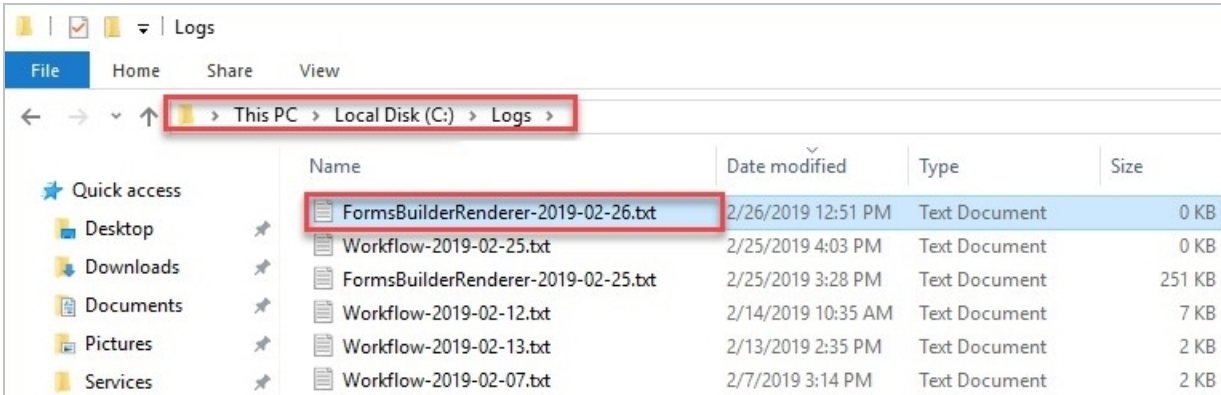 Logs
File Home Share View
This PC > Local Disk (C:) > Logs >
Name Date modified Type Size
Quick access
Desktop
Downloads
Documents
Pictures
Services
FormsBuilderRenderer-2019-02-26.txt 2/26/2019 12:51 PM Text Document 0 KB
Workflow-2019-02-25.txt 2/25/2019 4:03 PM Text Document 0 KB
FormsBuilderRenderer-2019-02-25.txt 2/25/2019 3:28 PM Text Document 251 KB
Workflow-2019-02-12.txt 2/14/2019 10:35 AM Text Document 7 KB
Workflow-2019-02-13.txt 2/13/2019 2:35 PM Text Document 2 KB
Workflow-2019-02-07.txt 2/7/2019 3:14 PM Text Document 2 KB